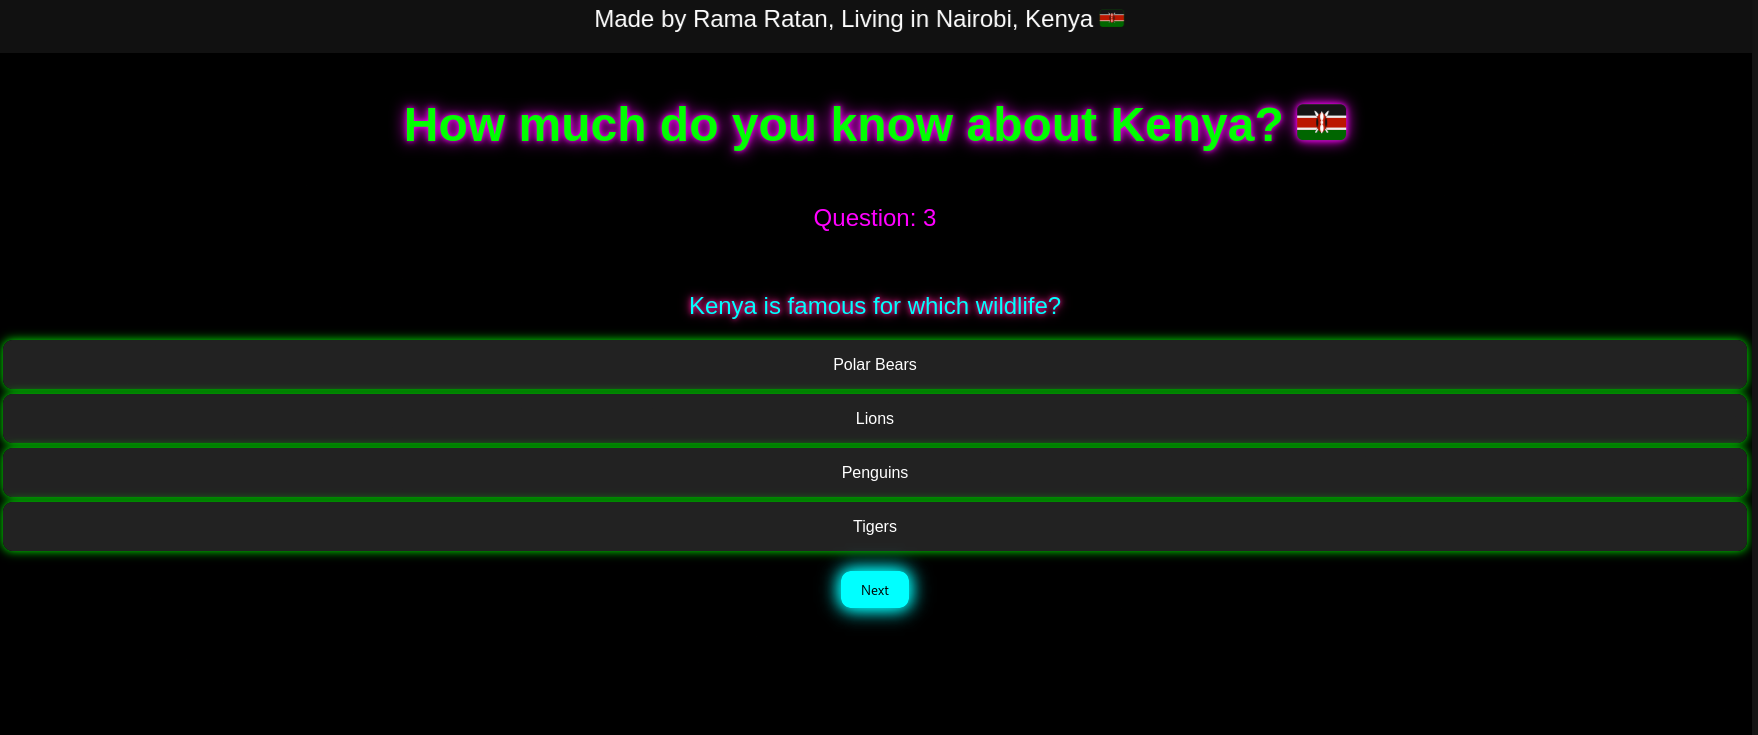 Made by Rama Ratan, Living in Nairobi, Kenya 🇰🇪
How much do you know about Kenya? 🇰🇪
Question: 3
Kenya is famous for which wildlife?
Polar Bears
Lions
Penguins
Tigers
Next